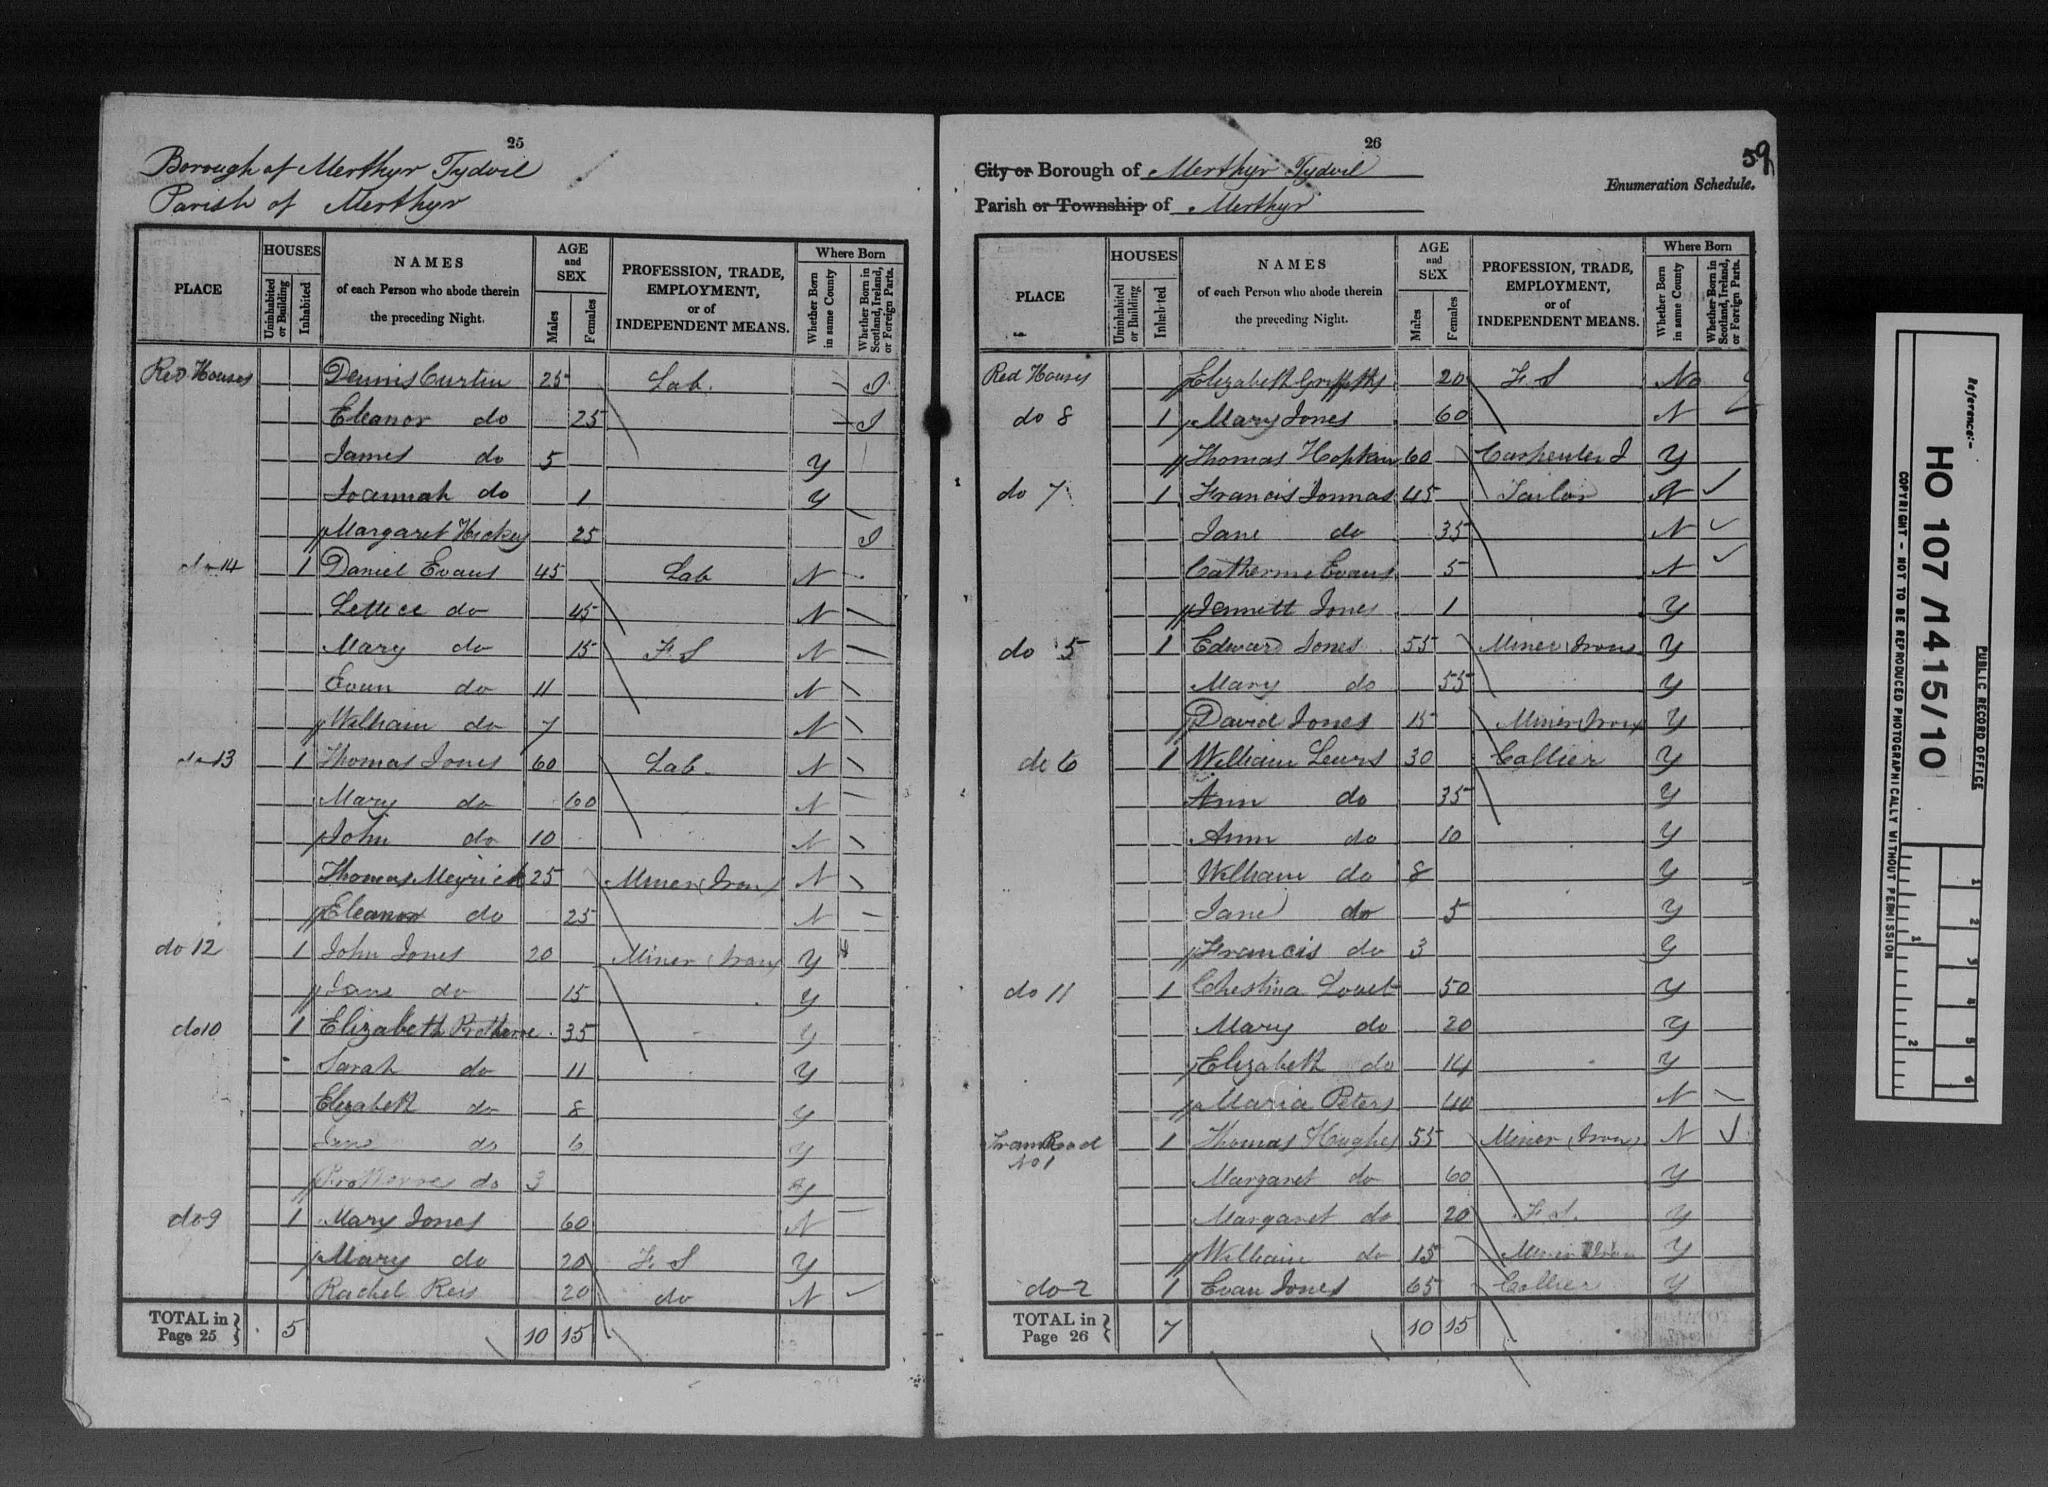 25
Borough of Merthyr Tydvil
Parish of Merthyr
PLACE
HOUSES
Uninhabited or Building
Inhabited
NAMES
of each Person who abode therein
the preceding Night.
AGE and SEX
Males
Females
PROFESSION, TRADE, EMPLOYMENT, or of INDEPENDENT MEANS.
Where Born
Whether Born in same County
Whether Born in Scotland, Ireland, or Foreign Parts.
Red Houses Dennis Curtin 25 Lab. I
Eleanor do 25 I
James do 5 Y
Joannah do 1 Y
Margaret Hickey 25 I
do 14 1 Daniel Evans 45 Lab N
Lettice do 45 N
Mary do 15 F S N
Evan do 11 N
William do 7 N
do 13 1 Thomas Jones 60 Lab N
Mary do 60 N
John do 10 N
Thomas Meyrick 25 Miner (Iron) N
Eleanor do 25 N
do 12 1 John Jones 20 Miner (Iron) Y
Jane do 15 Y
do 10 1 Elizabeth Protheroe 35 Y
Sarah do 11 Y
Elizabeth do 8 Y
Jane do 6 Y
do 3 Y
do 9 1 Mary Jones 60 N
Mary do 20 F S Y
Rachel Rees 20 do N
TOTAL in Page 25 5 10 15
26
59
City or Borough of Merthyr Tydvil
Enumeration Schedule.
Parish or Township of Merthyr
PLACE
HOUSES
Uninhabited or Building
Inhabited
NAMES
of each Person who abode therein
the preceding Night.
AGE and SEX
Males
Females
PROFESSION, TRADE, EMPLOYMENT, or of INDEPENDENT MEANS.
Where Born
Whether Born in same County
Whether Born in Scotland, Ireland, or Foreign Parts.
Red Houses Elizabeth Griffiths 20 F S No
do 8 1 Mary Jones 60 N
Thomas Hopkin 60 Carpenter J Y
do 7 1 Francis 45 Tailor N
Jane do 35 N
Catherine Evans 5 N
Jennett Jones 1 Y
do 5 1 Edward Jones 55 Miner (Iron) Y
Mary do 55 Y
David Jones 15 Miner (Iron) Y
do 6 1 William Lewis 30 Collier Y
Ann do 35 Y
Ann do 10 Y
William do 8 Y
Jane do 5 Y
Francis do 3 Y
do 11 1 Chestina 50 Y
Mary do 20 Y
Elizabeth do 14 Y
Maria Peters 40 N
Tram Road No 1 1 Thomas Hughes 55 Miner (Iron) N
Margaret do 60 Y
Margaret do 20 F S. Y
William do 15 Miner Iron Y
do 2 1 Evan Jones 65 Collier Y
TOTAL in Page 26 7 10 15
PUBLIC RECORD OFFICE
Reference:-
HO 107 /1415/10
COPYRIGHT - NOT TO BE REPRODUCED PHOTOGRAPHICALLY WITHOUT PERMISSION
1 2
1 2 3 4 5 6